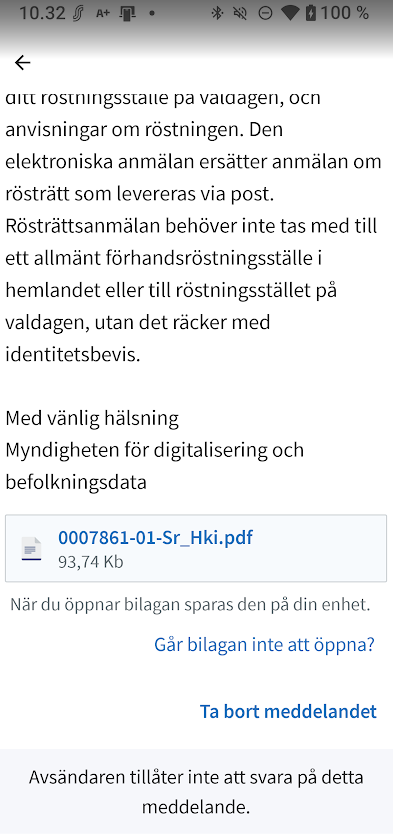 10.32 A+ 100 %
ditt röstningsställe på valdagen, och
anvisningar om röstningen. Den
elektroniska anmälan ersätter anmälan om
rösträtt som levereras via post.
Rösträttsanmälan behöver inte tas med till
ett allmänt förhandsröstningsställe i
hemlandet eller till röstningsstället på
valdagen, utan det räcker med
identitetsbevis.
Med vänlig hälsning
Myndigheten för digitalisering och
befolkningsdata
0007861-01-Sr_Hki.pdf
93,74 Kb
När du öppnar bilagan sparas den på din enhet.
Går bilagan inte att öppna?
Ta bort meddelandet
Avsändaren tillåter inte att svara på detta
meddelande.